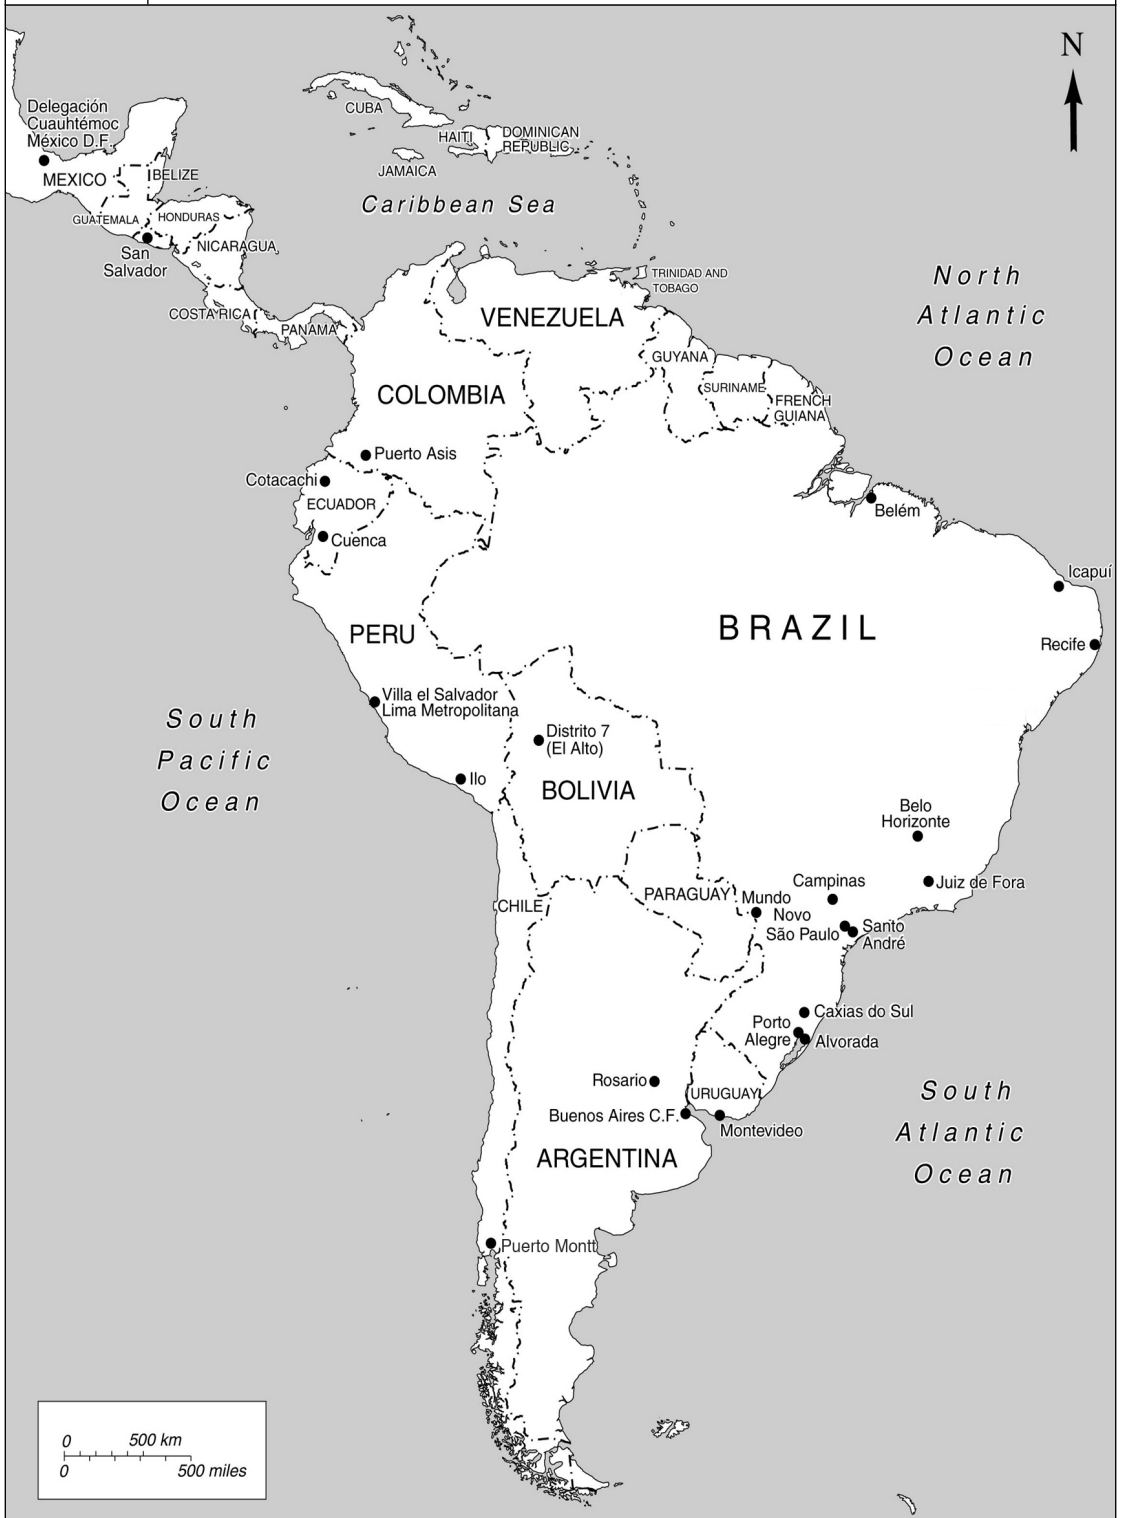 N
CUBA
Delegación
Cuauhtémoc
México D.F.
HAITI
DOMINICAN
REPUBLIC
JAMAICA
MEXICO
BELIZE
Caribbean Sea
GUATEMALA
HONDURAS
NICARAGUA
San
Salvador
TRINIDAD AND
TOBAGO
North
Atlantic
Ocean
COSTA RICA
PANAMA
VENEZUELA
GUYANA
SURINAME
FRENCH
GUIANA
COLOMBIA
Puerto Asis
Cotacachi
ECUADOR
Belém
Cuenca
Icapuí
BRAZIL
PERU
Recife
Villa el Salvador
Lima Metropolitana
South
Pacific
Ocean
Distrito 7
(El Alto)
Ilo
BOLIVIA
Belo
Horizonte
Juiz de Fora
Campinas
PARAGUAY
Mundo
Novo
CHILE
São Paulo
Santo
André
Caxias do Sul
Porto
Alegre
Alvorada
Rosario
URUGUAY
Buenos Aires C.F.
Montevideo
South
Atlantic
Ocean
ARGENTINA
Puerto Montt
0 500 km
0 500 miles